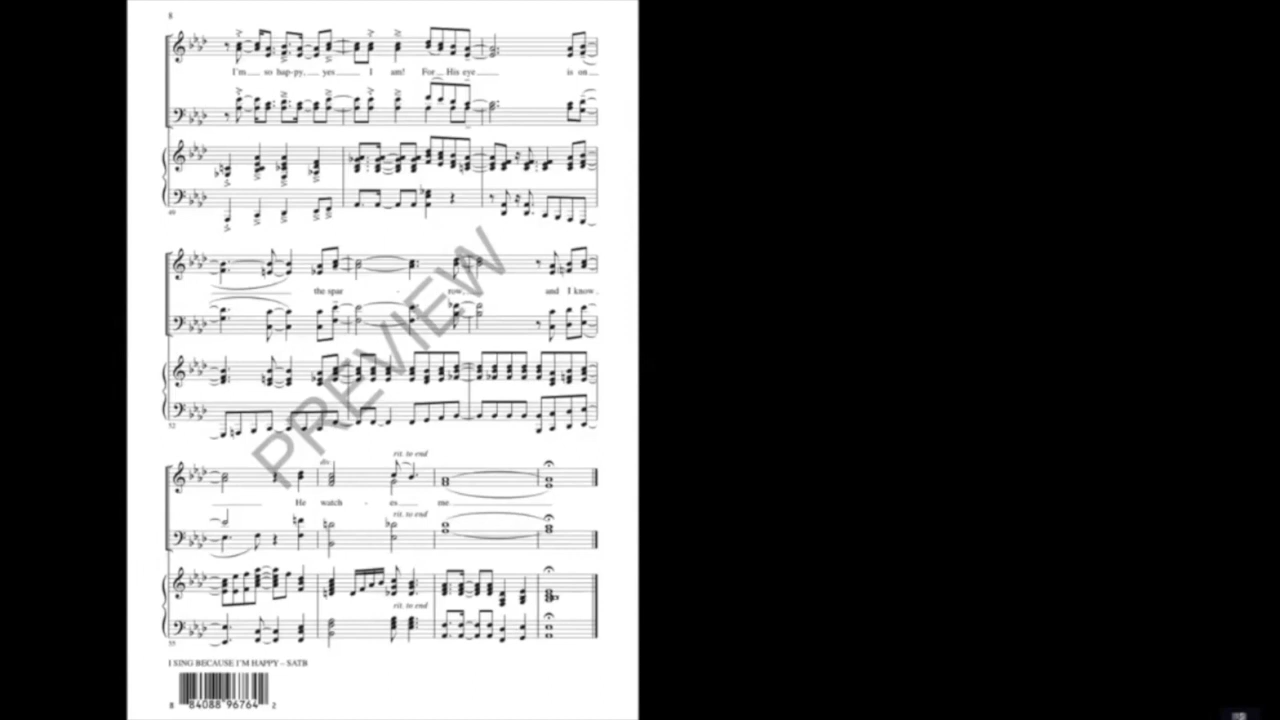 8
I'm so hap-py, yes I am! For His eye is on
49
the spar - row, and I know
52
PREVIEW
rit. to end
div.
He watch - es me
rit. to end
rit. to end
55
I SING BECAUSE I'M HAPPY – SATB
8 84088 96764 2